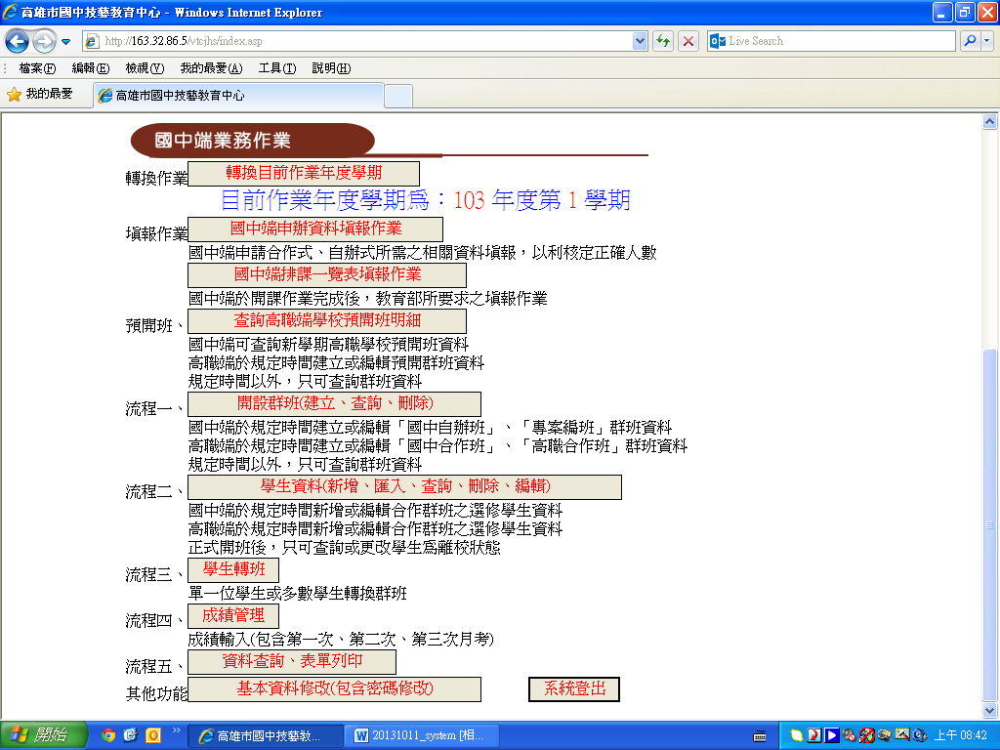 高雄市國中技藝教育中心 - Windows Internet Explorer
http://163.32.86.5/vtcjhs/index.asp
Live Search
檔案(F) 編輯(E) 檢視(V) 我的最愛(A) 工具(T) 說明(H)
我的最愛
高雄市國中技藝教育中心
國中端業務作業
轉換作業 轉換目前作業年度學期
目前作業年度學期為：103 年度第 1 學期
填報作業 國中端申辦資料填報作業
國中端申請合作式、自辦式所需之相關資料填報，以利核定正確人數
國中端排課一覽表填報作業
國中端於開課作業完成後，教育部所要求之填報作業
預開班、 查詢高職端學校預開班明細
國中端可查詢新學期高職學校預開班資料
高職端於規定時間建立或編輯預開群班資料
規定時間以外，只可查詢群班資料
流程一、 開設群班(建立、查詢、刪除)
國中端於規定時間建立或編輯「國中自辦班」、「專案編班」群班資料
高職端於規定時間建立或編輯「國中合作班」、「高職合作班」群班資料
規定時間以外，只可查詢群班資料
流程二、 學生資料(新增、匯入、查詢、刪除、編輯)
國中端於規定時間新增或編輯合作群班之選修學生資料
高職端於規定時間新增或編輯合作群班之選修學生資料
正式開班後，只可查詢或更改學生為離校狀態
流程三、 學生轉班
單一位學生或多數學生轉換群班
流程四、 成績管理
成績輸入(包含第一次、第二次、第三次月考)
流程五、 資料查詢、表單列印
其他功能 基本資料修改(包含密碼修改) 系統登出
開始 高雄市國中技藝教... 20131011_system [相... 上午 08:42